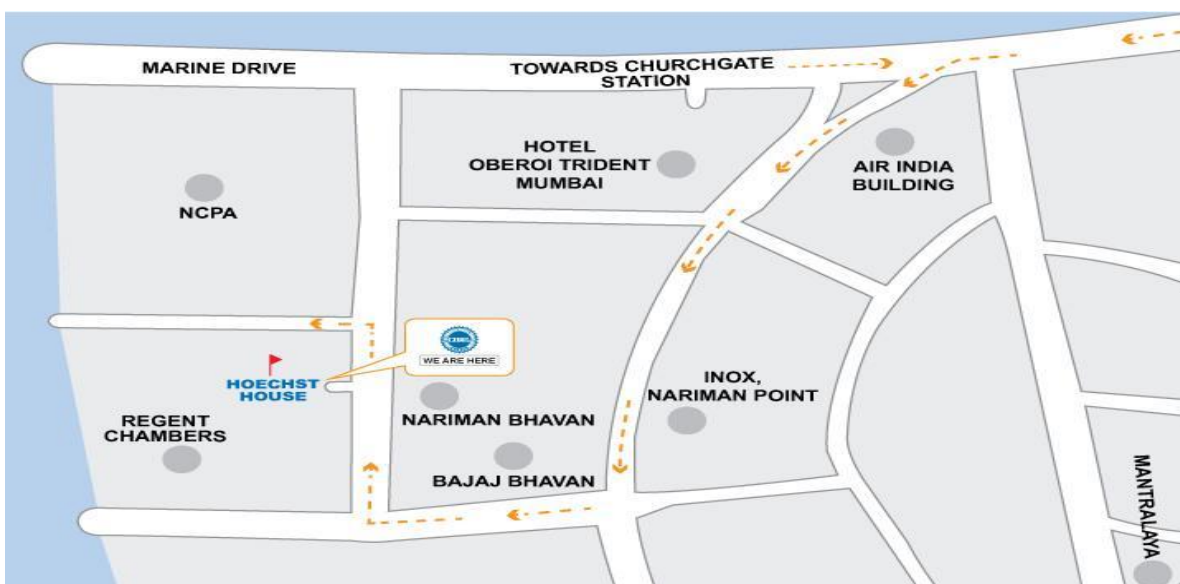 MARINE DRIVE
TOWARDS CHURCHGATE
STATION
HOTEL
OBEROI TRIDENT
MUMBAI
AIR INDIA
BUILDING
NCPA
WE ARE HERE
HOECHST
HOUSE
INOX,
NARIMAN POINT
REGENT
CHAMBERS
NARIMAN BHAVAN
BAJAJ BHAVAN
MANTRALAYA